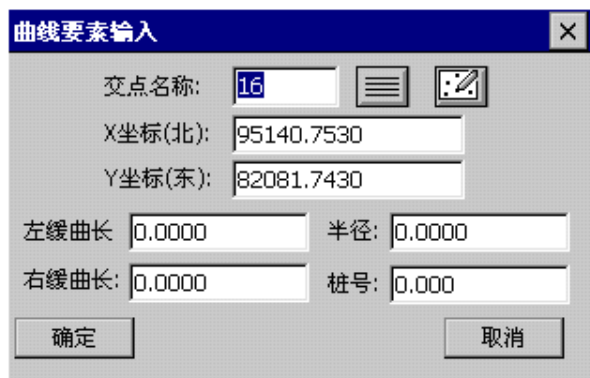 曲线要素输入
交点名称: 16
X坐标(北): 95140.7530
Y坐标(东): 82081.7430
左缓曲长 0.0000 半径: 0.0000
右缓曲长: 0.0000 桩号: 0.000
确定 取消